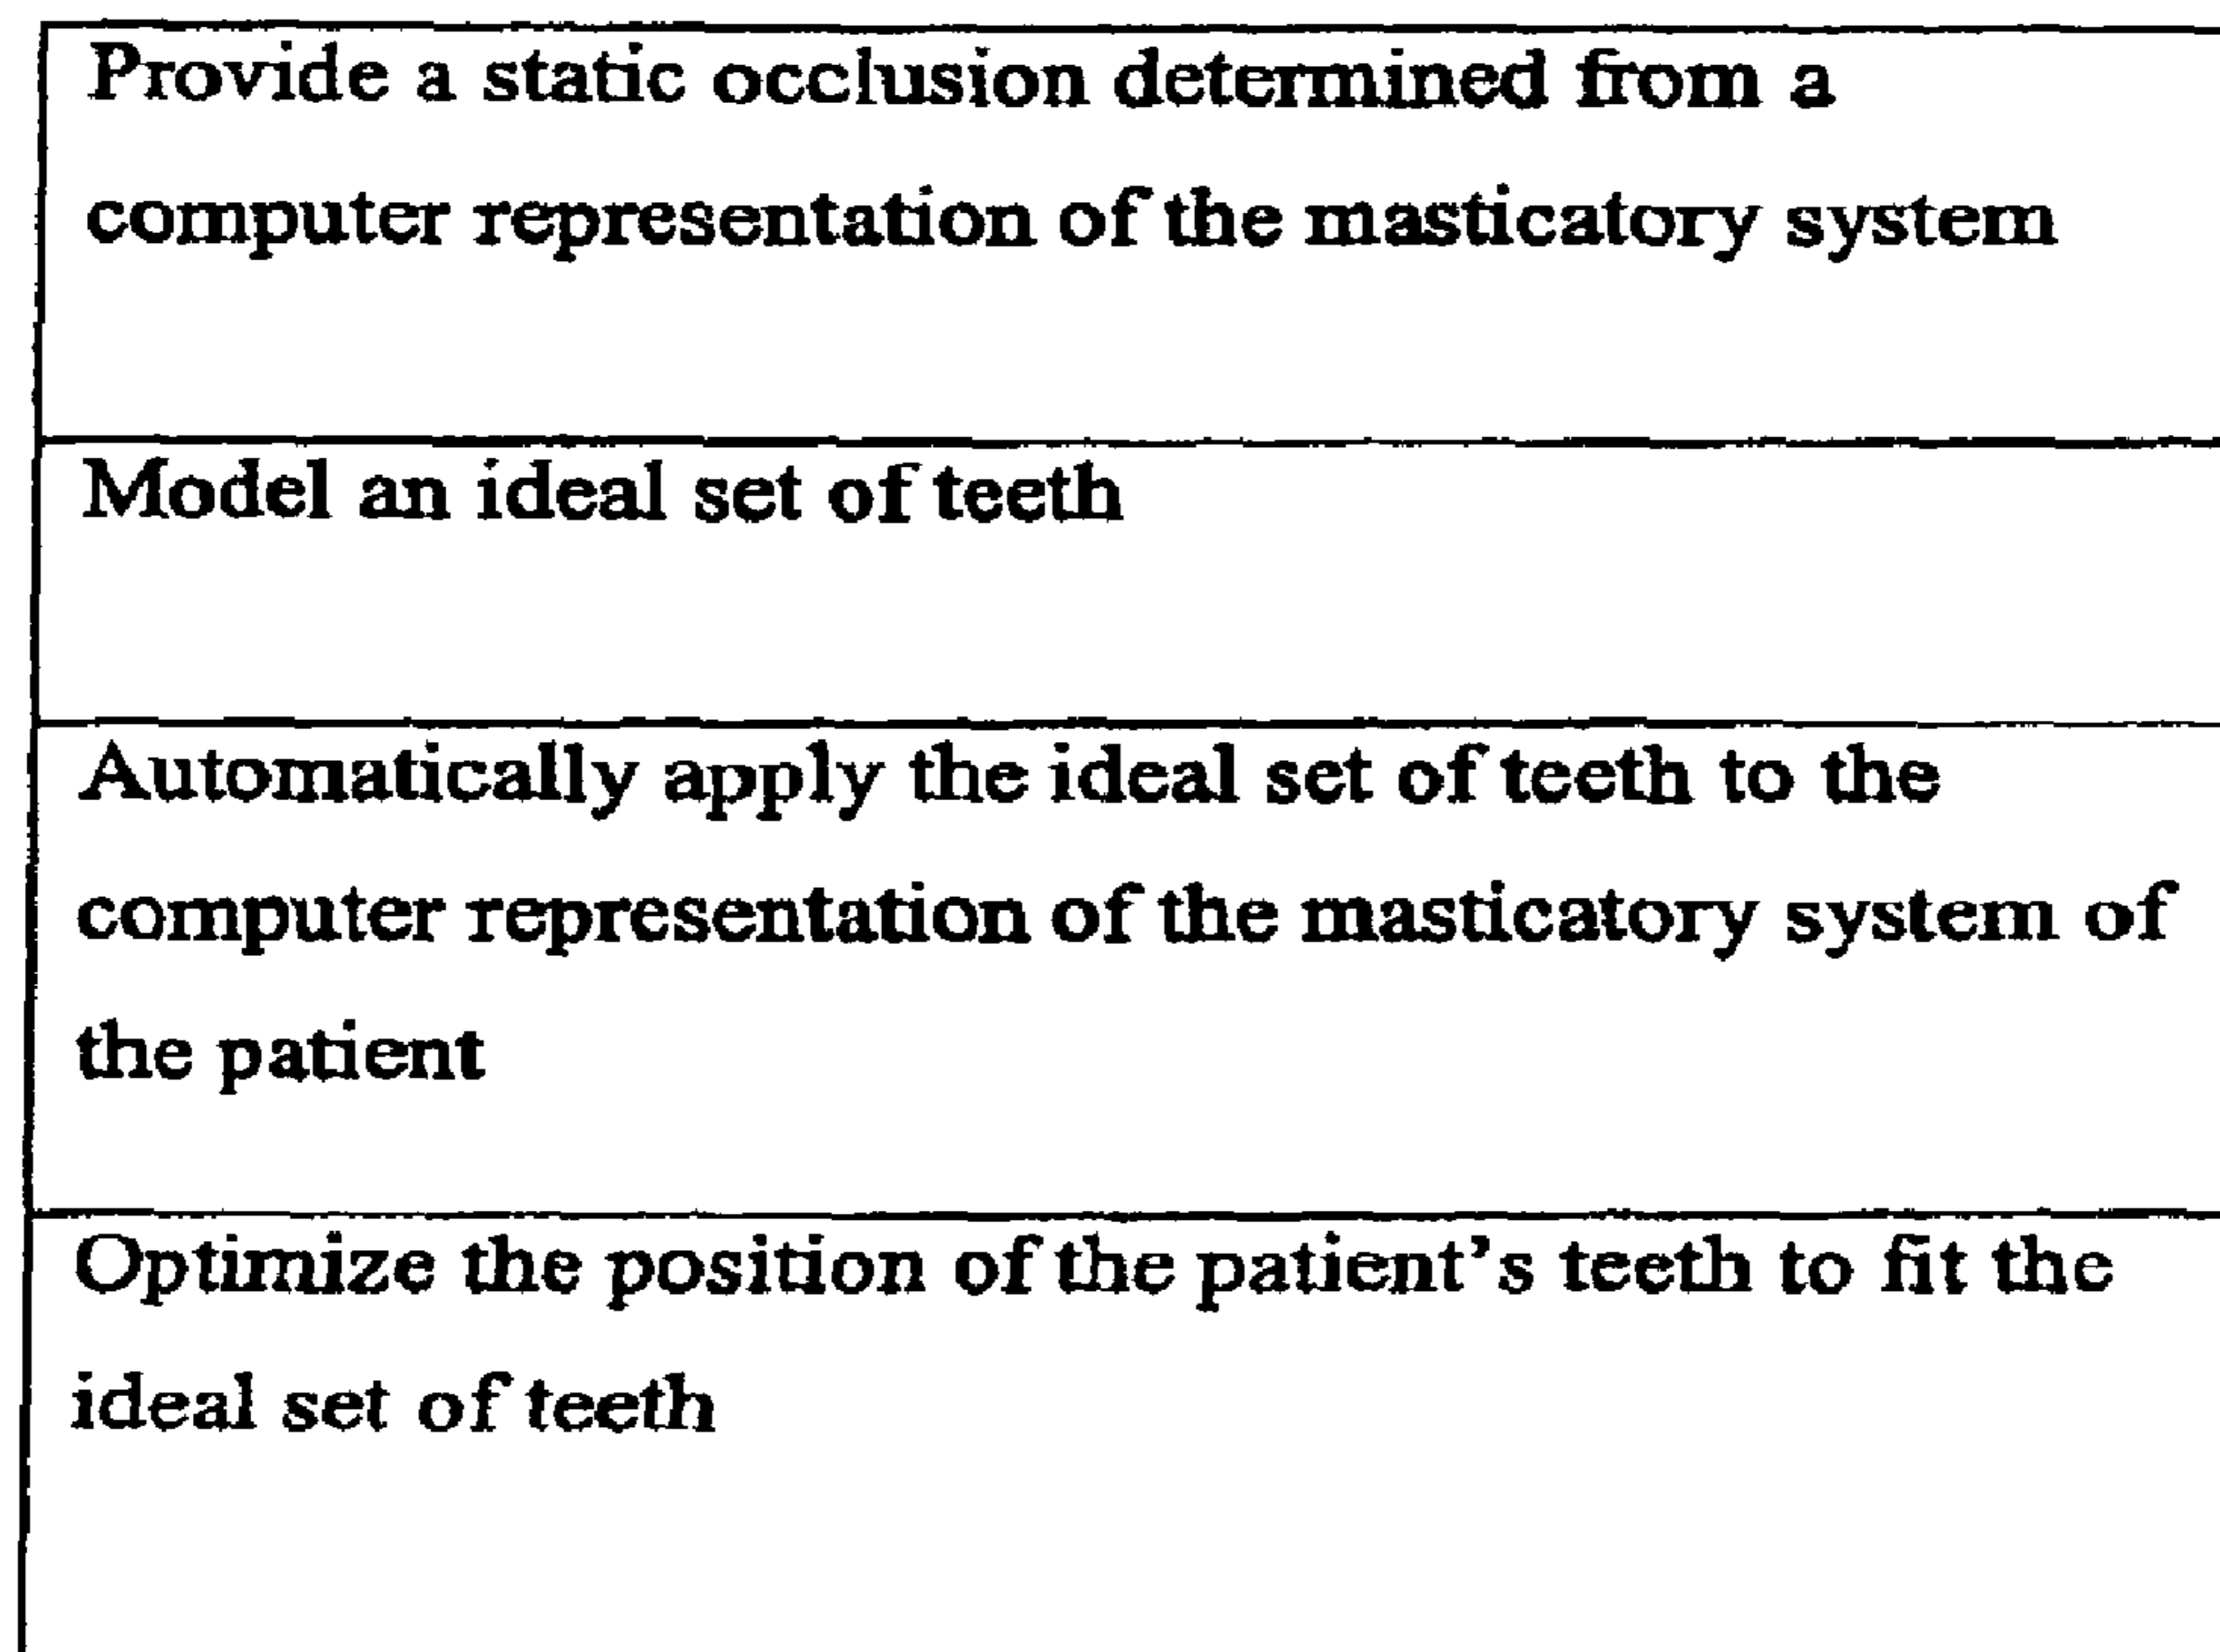 Provide a static occlusion determined from a
computer representation of the masticatory system
Model an ideal set of teeth
Automatically apply the ideal set of teeth to the
computer representation of the masticatory system of
the patient
Optimize the position of the patient’s teeth to fit the
ideal set of teeth